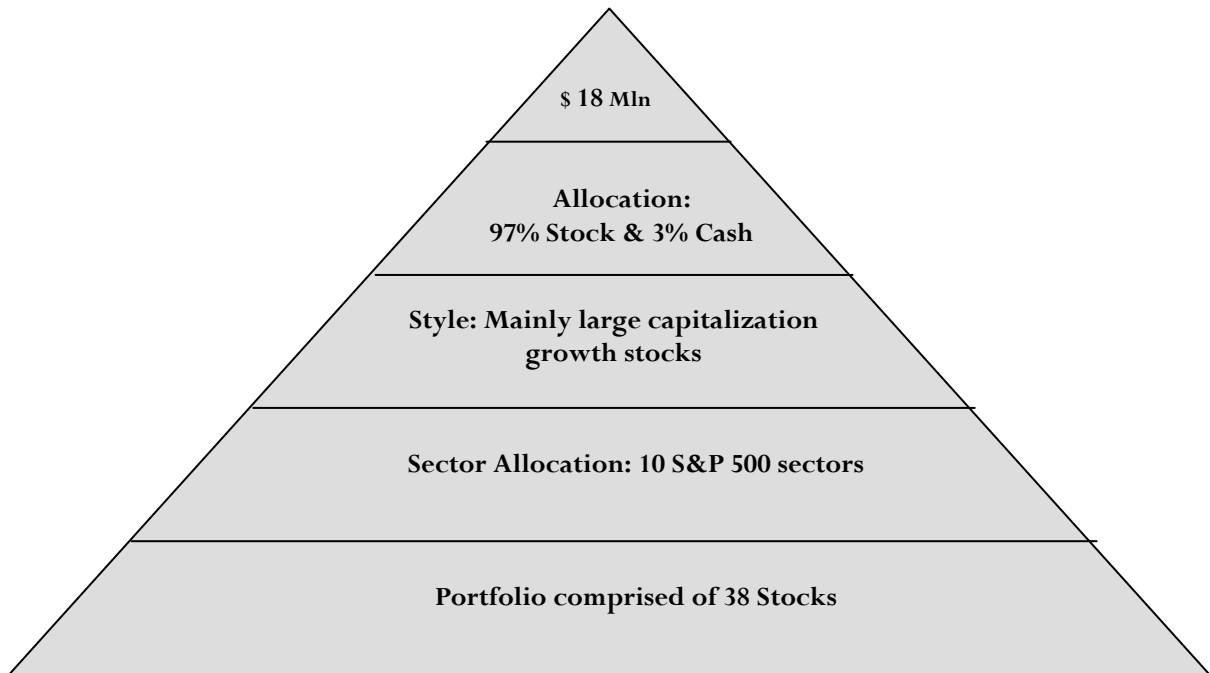 $ 18 Mln
Allocation:
97% Stock & 3% Cash
Style: Mainly large capitalization
growth stocks
Sector Allocation: 10 S&P 500 sectors
Portfolio comprised of 38 Stocks